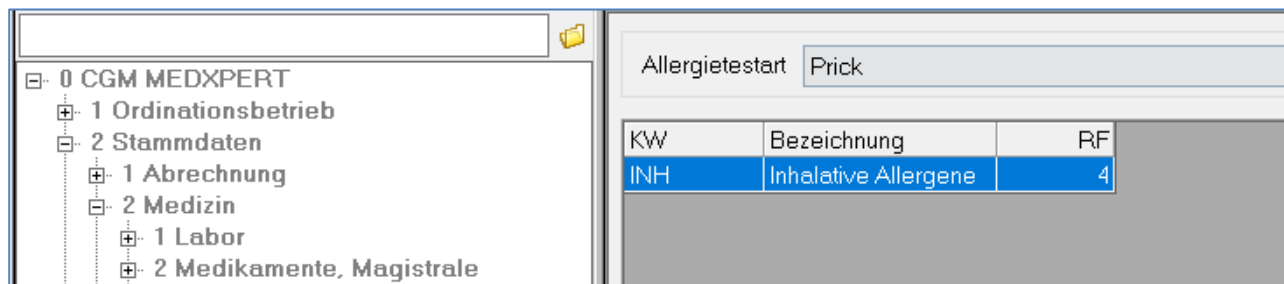 0 CGM MEDXPERT
1 Ordinationsbetrieb
2 Stammdaten
1 Abrechnung
2 Medizin
1 Labor
2 Medikamente, Magistrale
Allergietestart Prick
KW Bezeichnung RF
INH Inhalative Allergene 4